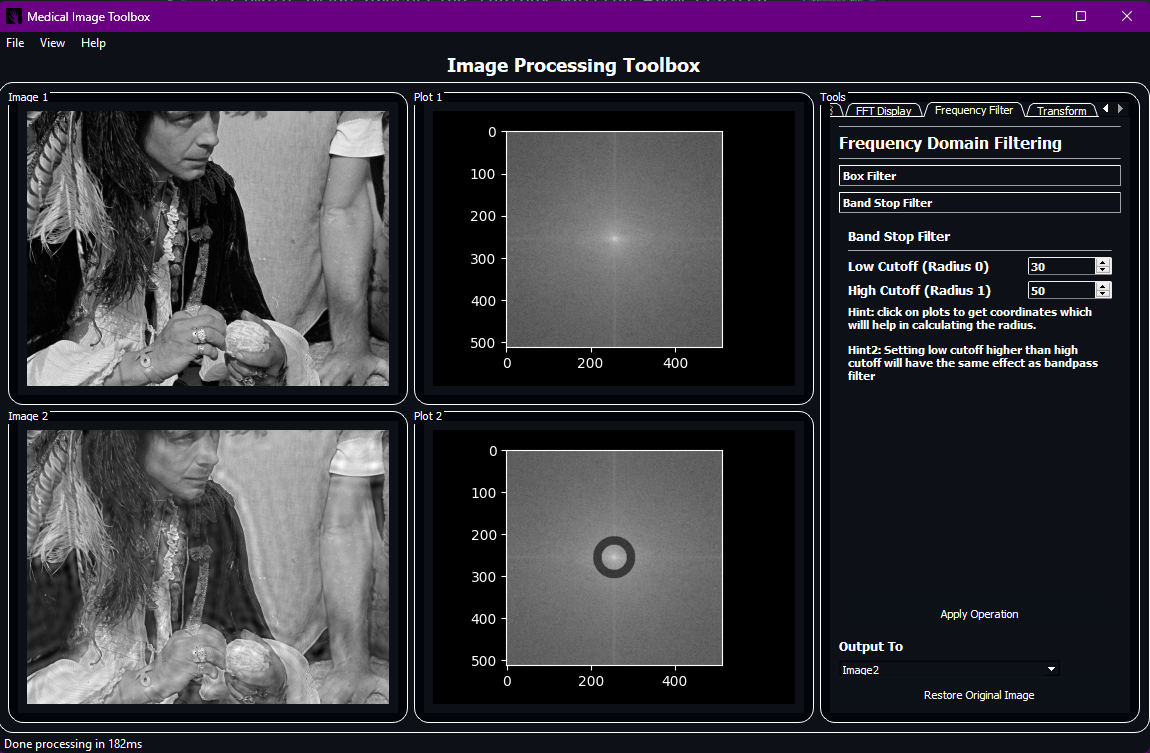 Medical Image Toolbox
File View Help
Image Processing Toolbox
Image 1
Plot 1
0
100
200
300
400
500
0 200 400
Image 2
Plot 2
0
100
200
300
400
500
0 200 400
Tools
FFT Display Frequency Filter Transform
Frequency Domain Filtering
Box Filter
Band Stop Filter
Band Stop Filter
Low Cutoff (Radius 0) 30
High Cutoff (Radius 1) 50
Hint: click on plots to get coordinates which
willl help in calculating the radius.
Hint2: Setting low cutoff higher than high
cutoff will have the same effect as bandpass
filter
Apply Operation
Output To
Image2
Restore Original Image
Done processing in 182ms